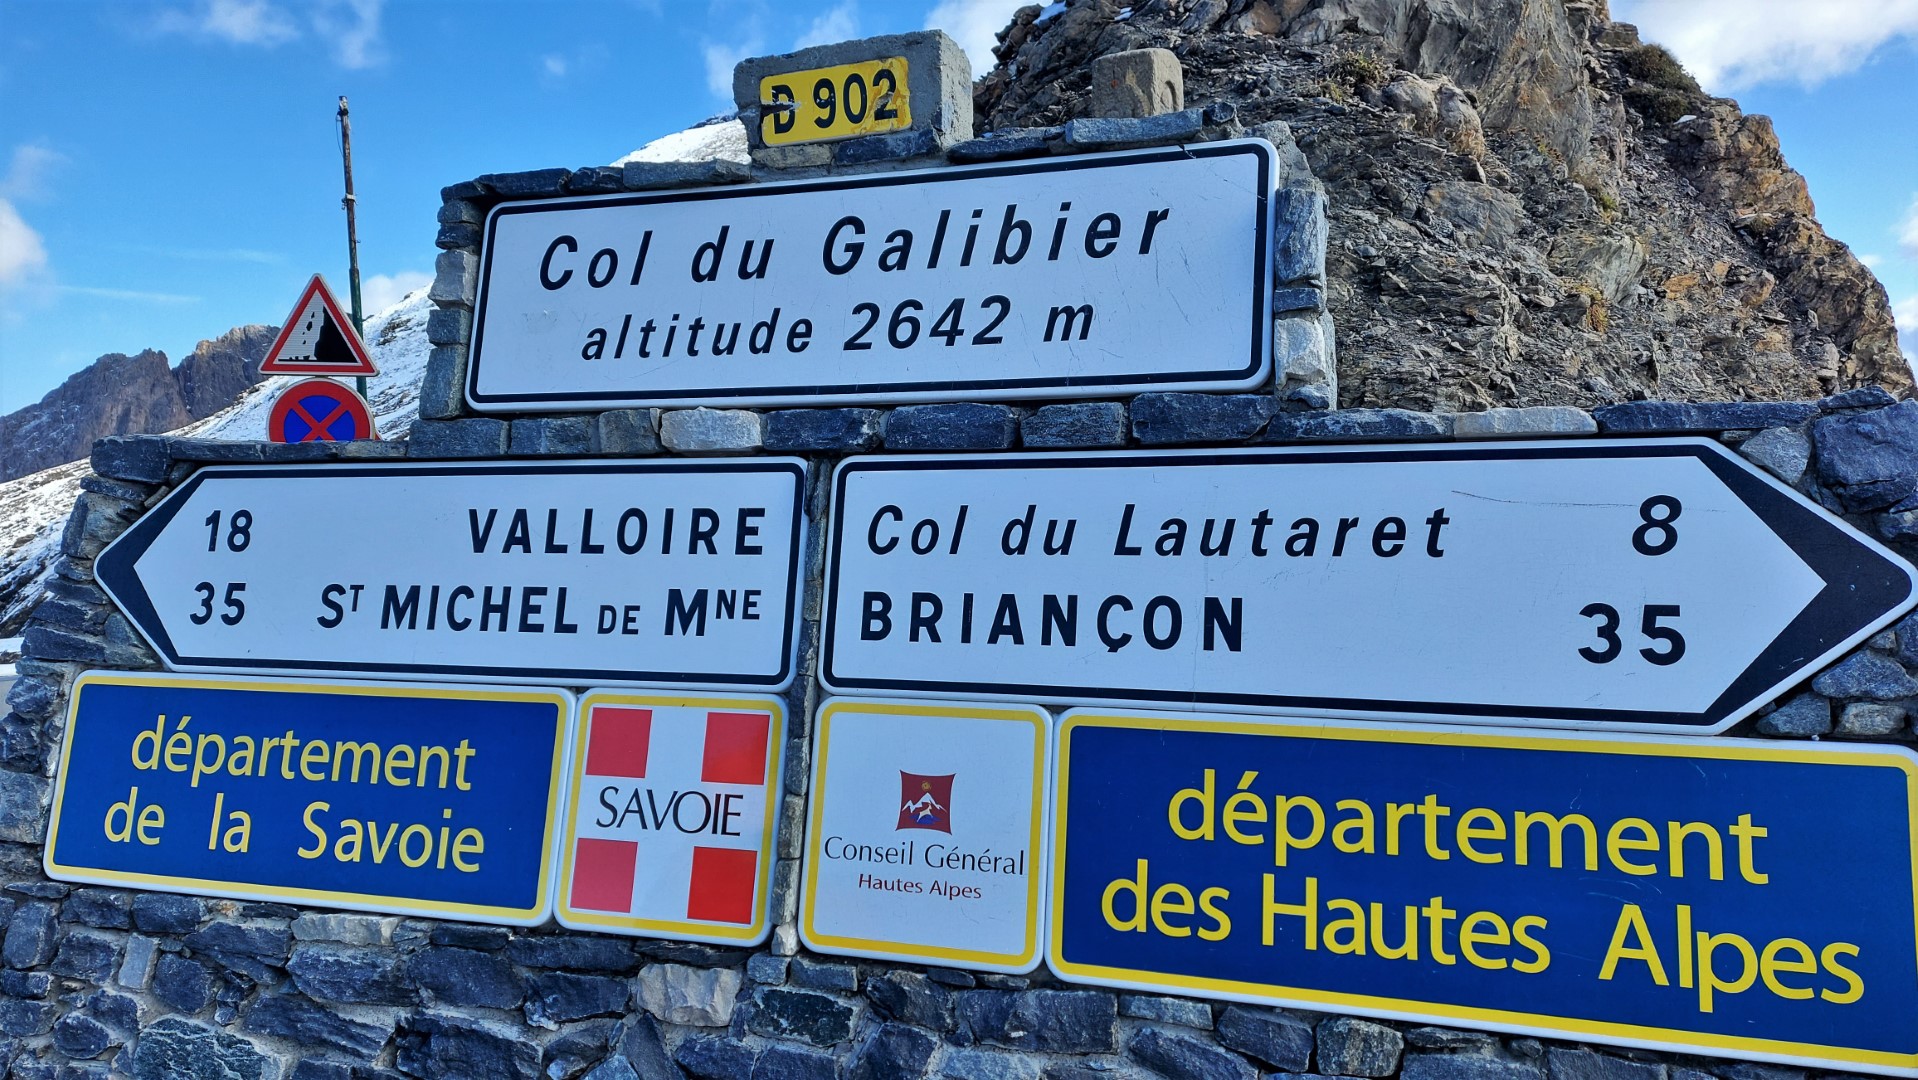 D 902
Col du Galibier
altitude 2642 m
18 VALLOIRE
35 ST MICHEL DE MNE
Col du Lautaret 8
BRIANÇON 35
département
de la Savoie
SAVOIE
Conseil Général
Hautes Alpes
département
des Hautes Alpes